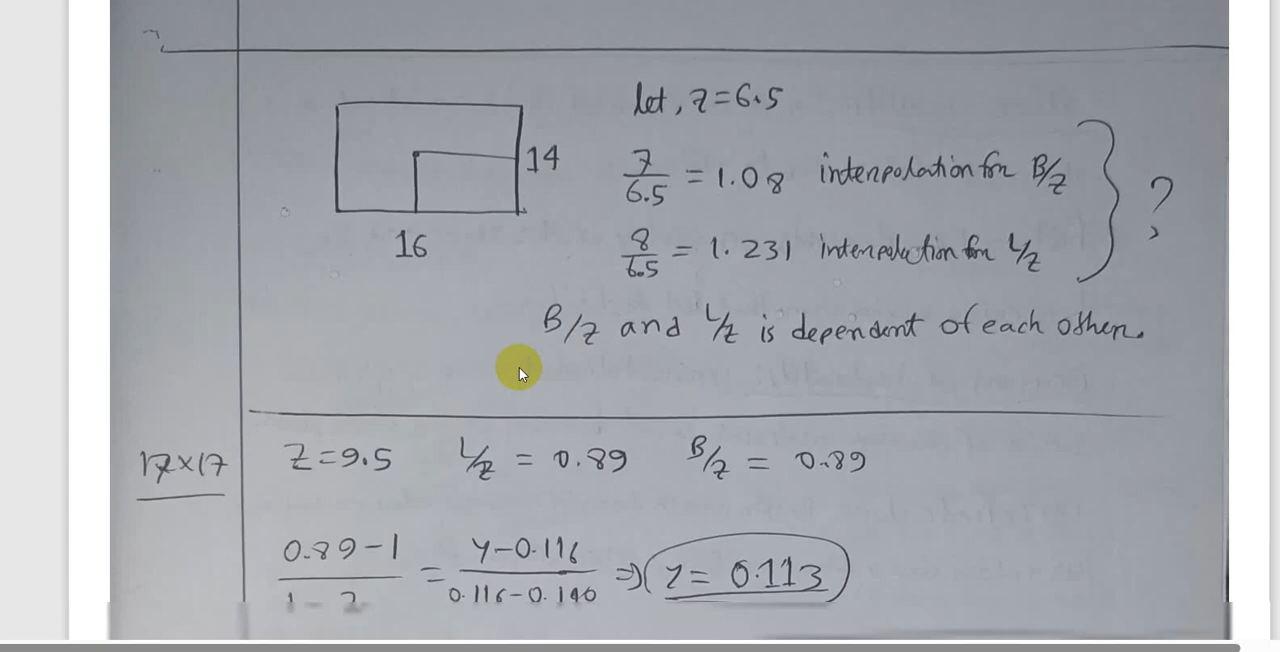 let, z = 6.5
14
7/6.5 = 1.08 interpolation for B/z
?
16
8/6.5 = 1.231 interpolation for L/z
B/z and L/z is dependent of each other.
17×17
Z = 9.5 L/z = 0.89 B/z = 0.89
0.89-1 / 1-2 = Y-0.116 / 0.116-0.140 ⇒ Y = 0.113